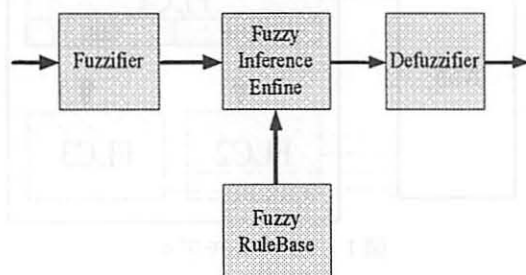 Fuzzifier
Fuzzy
Inference
Enfine
Defuzzifier
Fuzzy
RuleBase